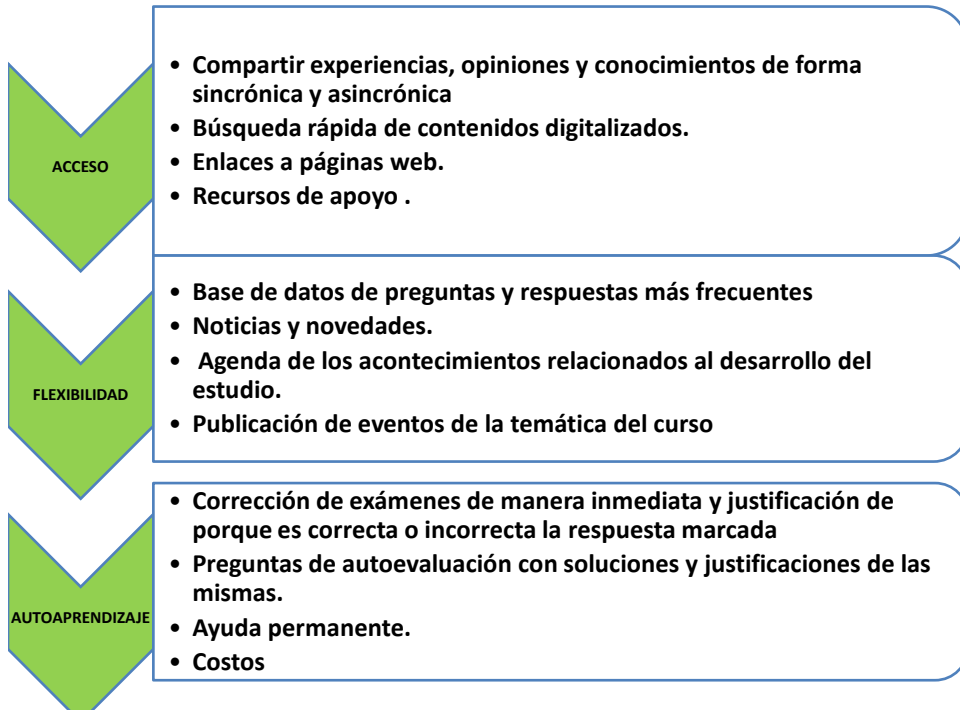 ACCESO
• Compartir experiencias, opiniones y conocimientos de forma
sincrónica y asincrónica
• Búsqueda rápida de contenidos digitalizados.
• Enlaces a páginas web.
• Recursos de apoyo .
FLEXIBILIDAD
• Base de datos de preguntas y respuestas más frecuentes
• Noticias y novedades.
• Agenda de los acontecimientos relacionados al desarrollo del
estudio.
• Publicación de eventos de la temática del curso
AUTOAPRENDIZAJE
• Corrección de exámenes de manera inmediata y justificación de
porque es correcta o incorrecta la respuesta marcada
• Preguntas de autoevaluación con soluciones y justificaciones de las
mismas.
• Ayuda permanente.
• Costos